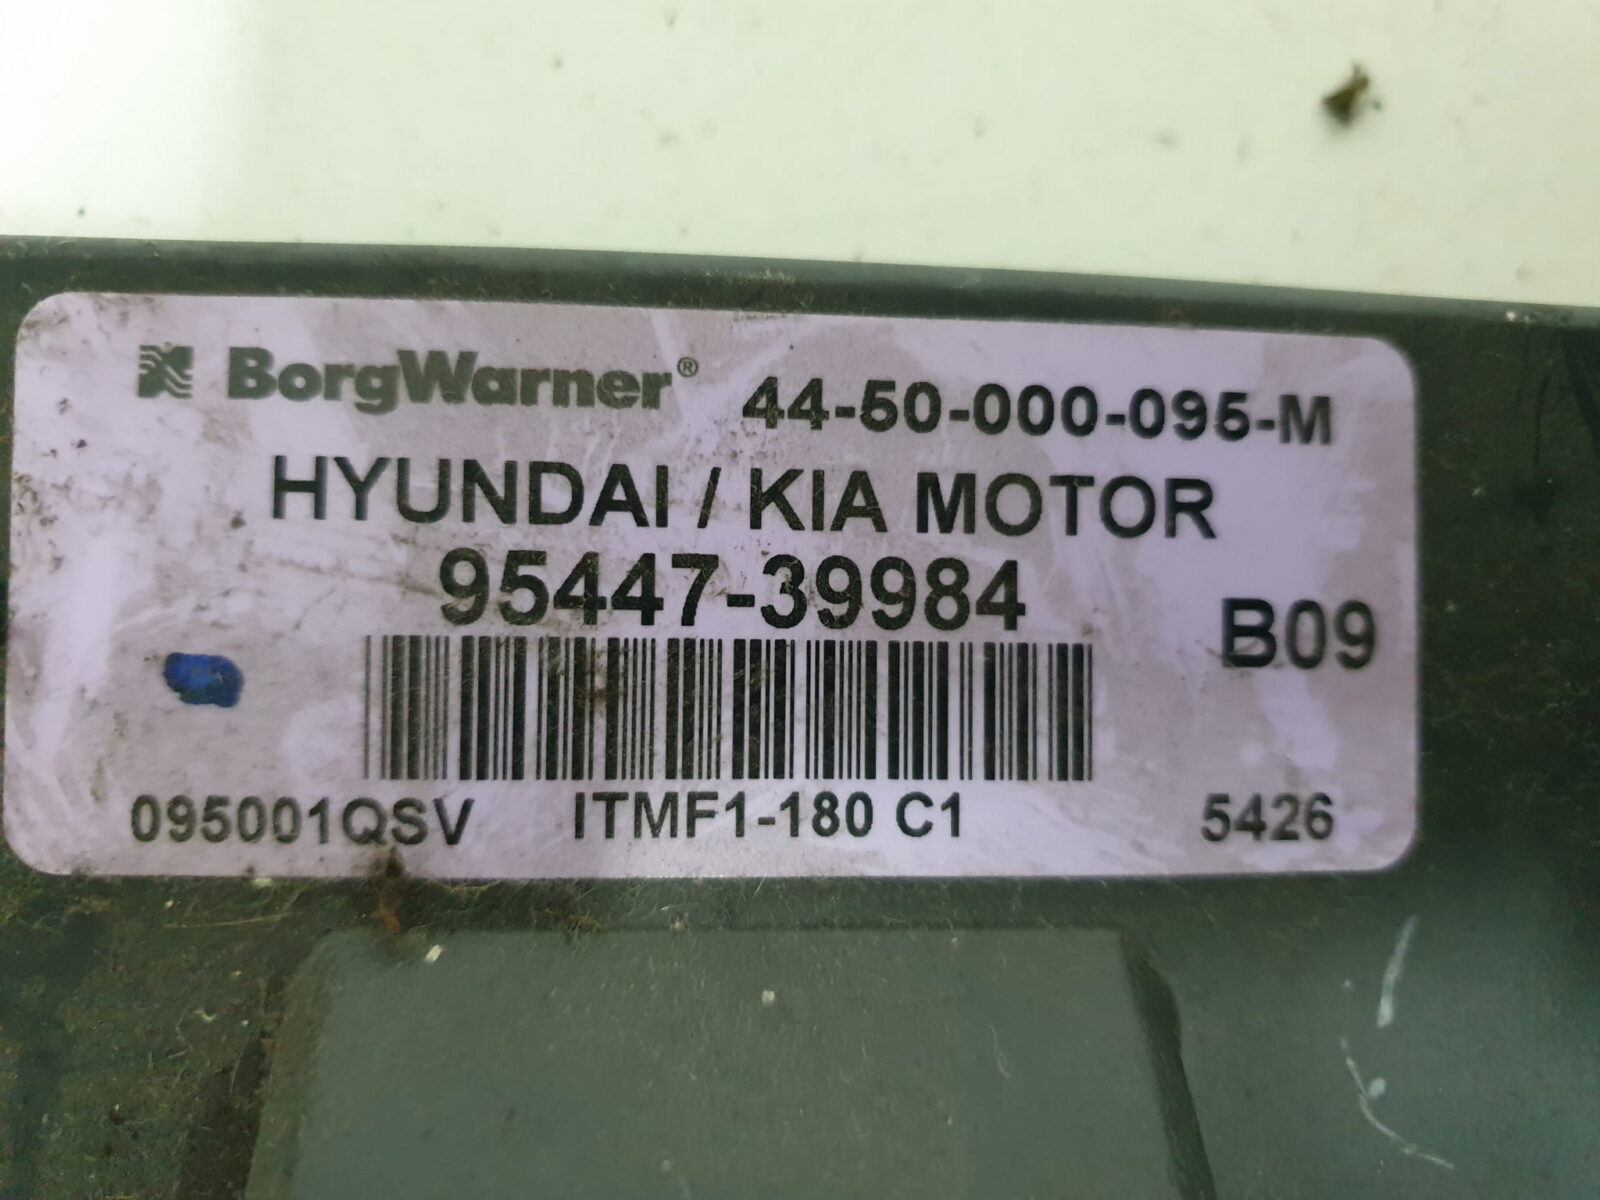 BorgWarner® 44-50-000-095-M
HYUNDAI / KIA MOTOR
95447-39984
B09
095001QSV ITMF1-180 C1 5426